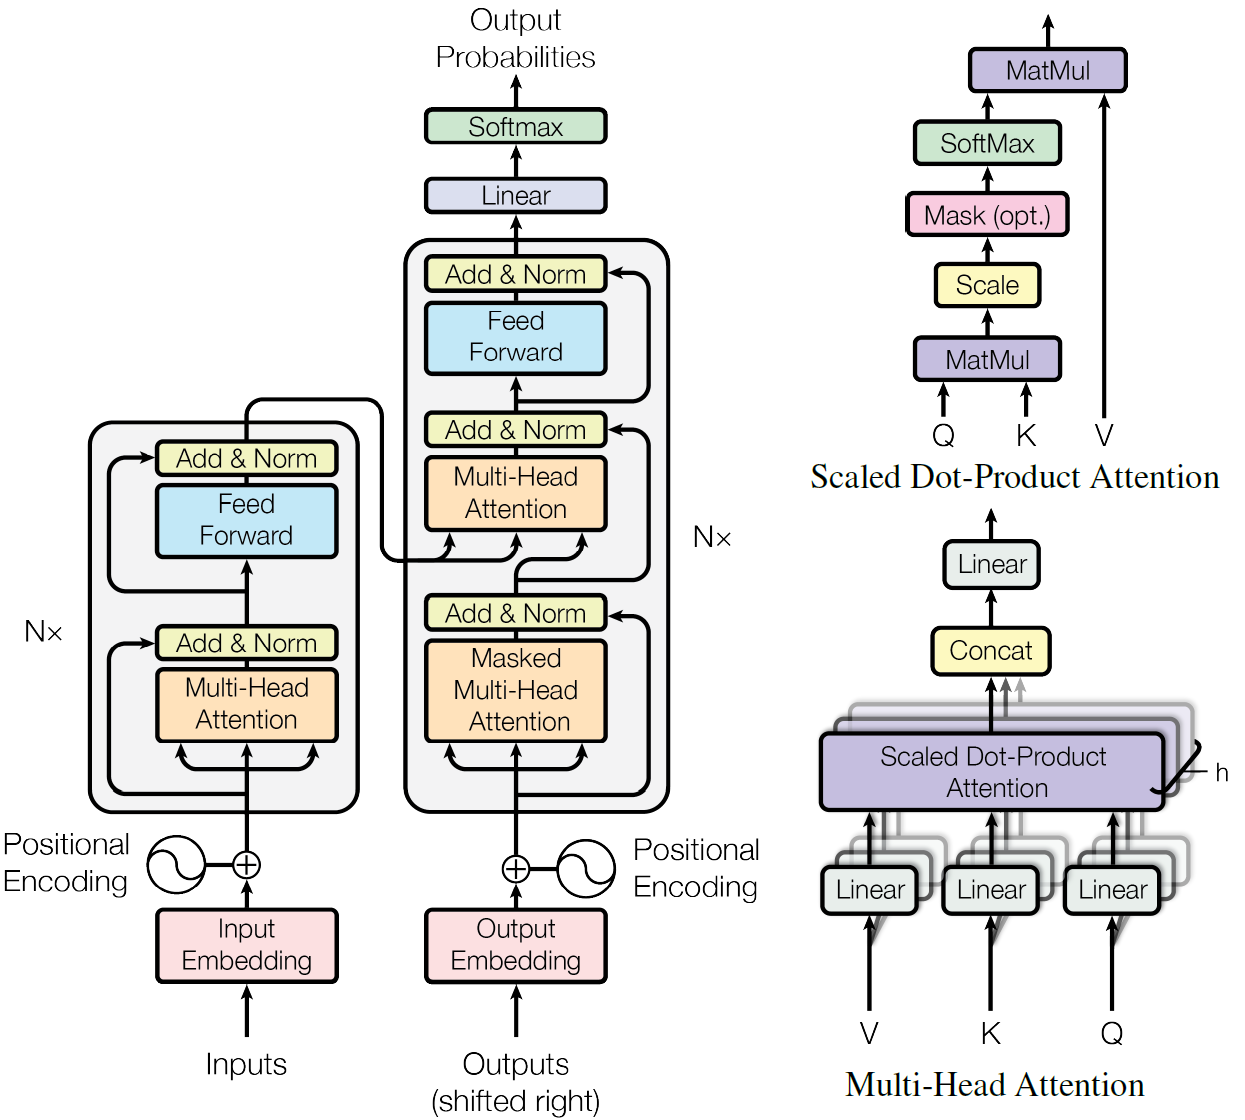 Output
Probabilities
Softmax
Linear
Add & Norm
Feed
Forward
Add & Norm
Multi-Head
Attention
Add & Norm
Masked
Multi-Head
Attention
N×
Positional
Encoding
Output
Embedding
Outputs
(shifted right)
Add & Norm
Feed
Forward
Add & Norm
Multi-Head
Attention
N×
Positional
Encoding
Input
Embedding
Inputs
MatMul
SoftMax
Mask (opt.)
Scale
MatMul
Q K V
Scaled Dot-Product Attention
Linear
Concat
Scaled Dot-Product
Attention
h
Linear Linear Linear
V K Q
Multi-Head Attention